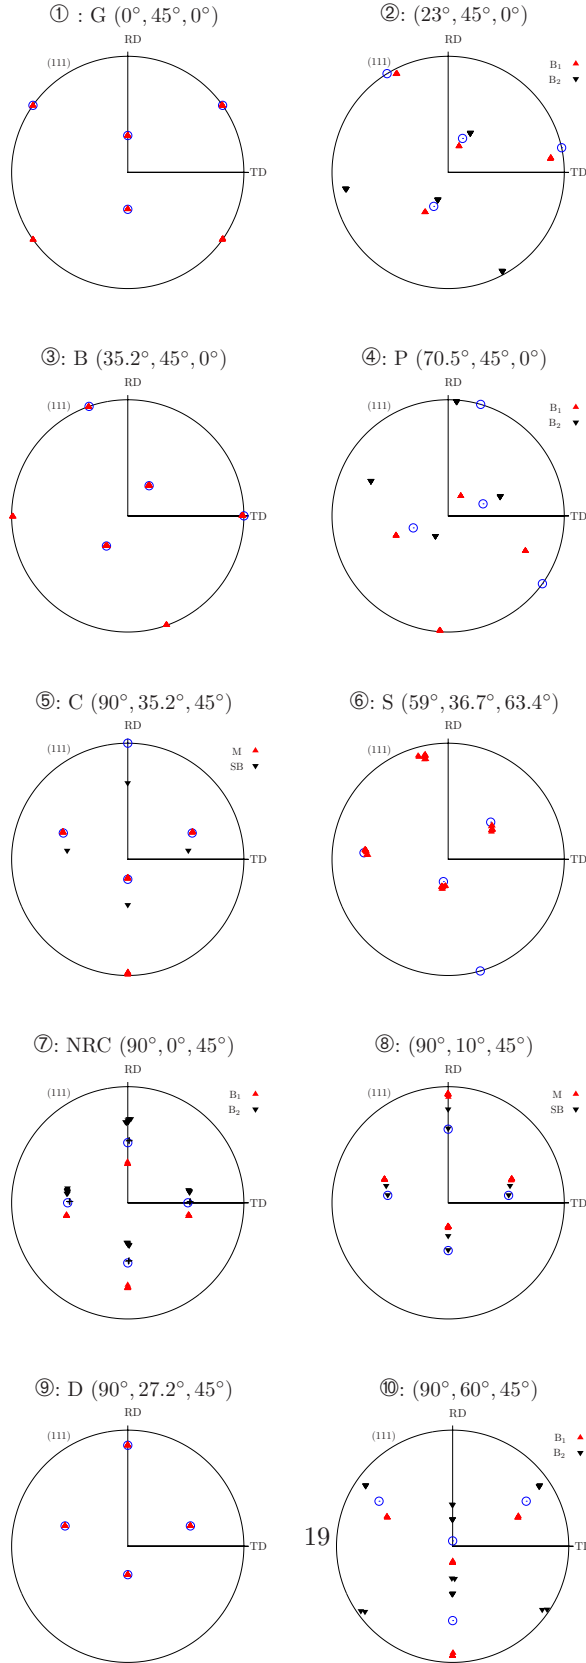 ① : G (0°, 45°, 0°)
RD
(111)
TD
②: (23°, 45°, 0°)
RD
(111)
B₁
B₂
TD
③: B (35.2°, 45°, 0°)
RD
(111)
TD
④: P (70.5°, 45°, 0°)
RD
(111)
B₁
B₂
TD
⑤: C (90°, 35.2°, 45°)
RD
(111)
M
SB
TD
⑥: S (59°, 36.7°, 63.4°)
RD
(111)
TD
⑦: NRC (90°, 0°, 45°)
RD
(111)
B₁
B₂
TD
⑧: (90°, 10°, 45°)
RD
(111)
M
SB
TD
⑨: D (90°, 27.2°, 45°)
RD
(111)
TD
⑩: (90°, 60°, 45°)
RD
(111)
B₁
B₂
TD
19